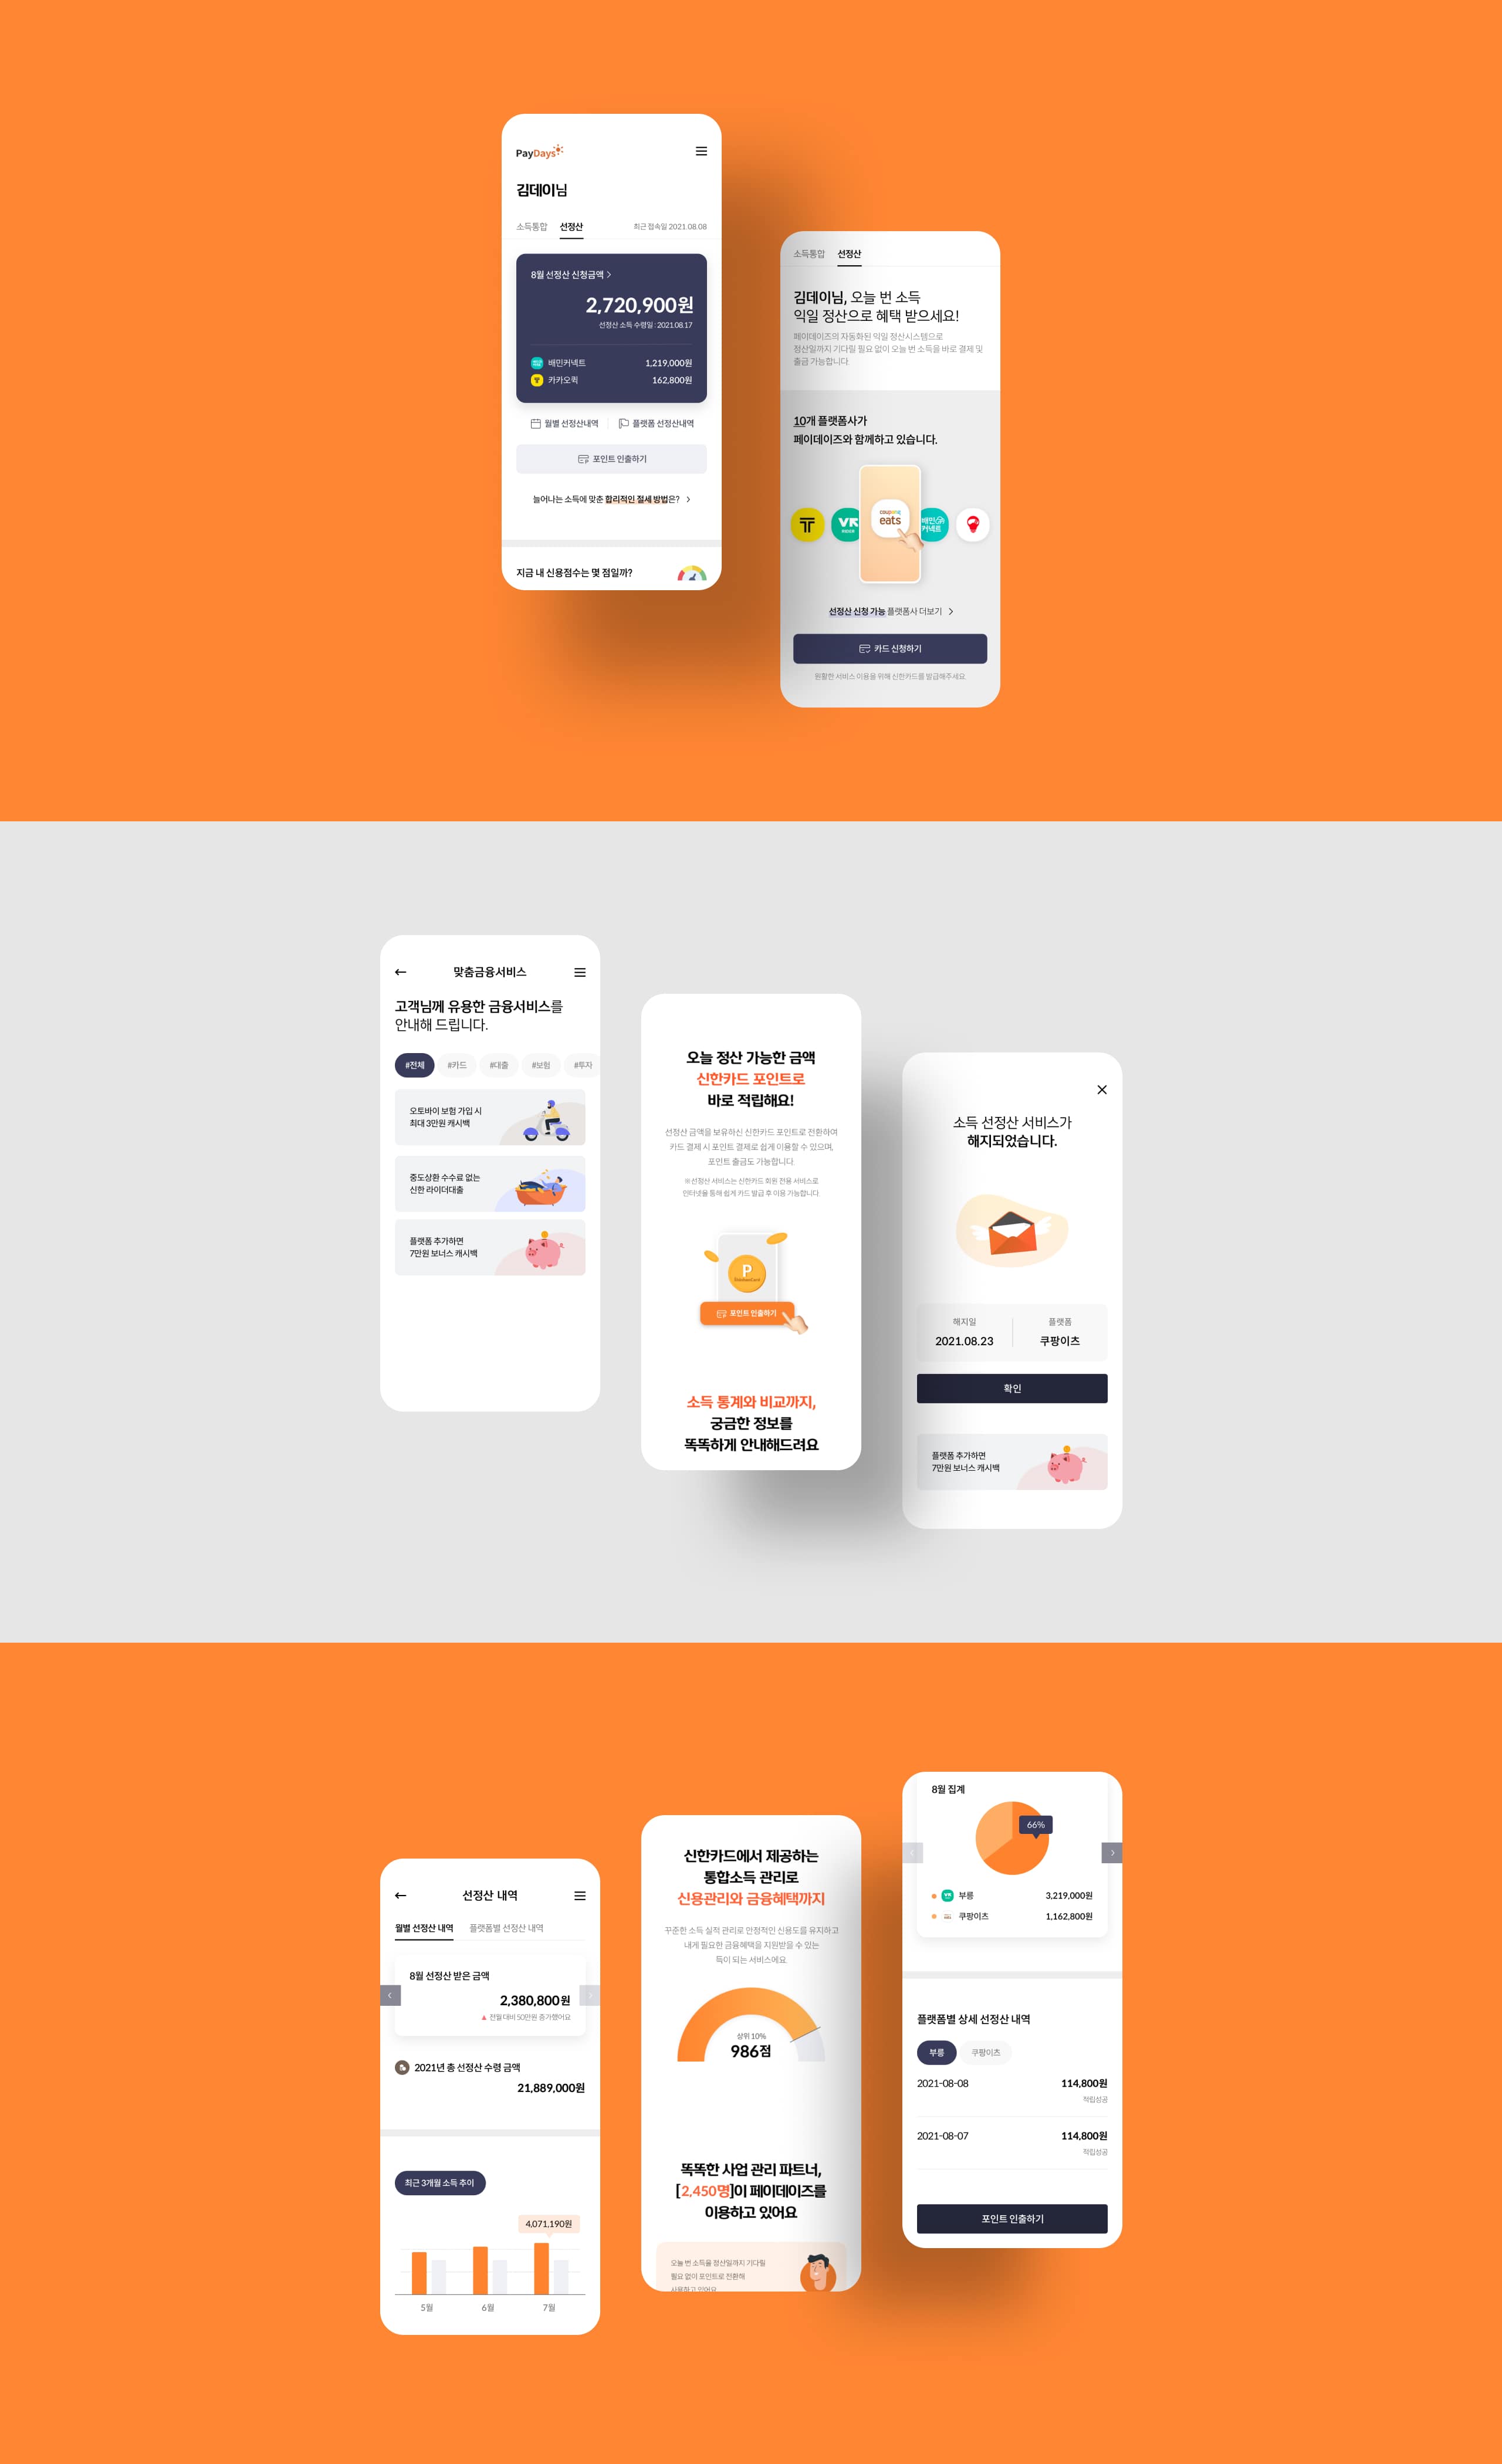 PayDays
김데이님
소득통합 선정산 최근 접속일 2021.08.08
8월 선정산 신청금액 >
2,720,900원
선정산 소득 수령일 : 2021.08.17
배민커넥트 1,219,000원
카카오퀵 162,800원
월별 선정산내역 플랫폼 선정산내역
포인트 인출하기
늘어나는 소득에 맞춘 합리적인 절세 방법은? >
지금 내 신용점수는 몇 점일까?
소득통합 선정산
김데이님, 오늘 번 소득
익일 정산으로 혜택 받으세요!
페이데이즈의 자동화된 익일 정산시스템으로
정산일까지 기다릴 필요 없이 오늘 번 소득을 바로 결제 및
출금 가능합니다.
10개 플랫폼사가
페이데이즈와 함께하고 있습니다.
coupang
eats
배민
커넥트
선정산 신청 가능 플랫폼사 더보기 >
카드 신청하기
원활한 서비스 이용을 위해 신한카드를 발급해주세요.
맞춤금융서비스
고객님께 유용한 금융서비스를
안내해 드립니다.
#전체 #카드 #대출 #보험 #투자
오토바이 보험 가입 시
최대 3만원 캐시백
중도상환 수수료 없는
신한 라이더대출
플랫폼 추가하면
7만원 보너스 캐시백
오늘 정산 가능한 금액
신한카드 포인트로
바로 적립해요!
선정산 금액을 보유하신 신한카드 포인트로 전환하여
카드 결제 시 포인트 결제로 쉽게 이용할 수 있으며,
포인트 출금도 가능합니다.
※선정산 서비스는 신한카드 회원 전용 서비스로
인터넷을 통해 쉽게 카드 발급 후 이용 가능합니다.
P
포인트 인출하기
소득 통계와 비교까지,
궁금한 정보를
똑똑하게 안내해드려요
소득 선정산 서비스가
해지되었습니다.
해지일 플랫폼
2021.08.23 쿠팡이츠
확인
플랫폼 추가하면
7만원 보너스 캐시백
선정산 내역
월별 선정산 내역 플랫폼별 선정산 내역
8월 선정산 받은 금액
2,380,800원
▲ 전월 대비 50만원 증가했어요
2021년 총 선정산 수령 금액
21,889,000원
최근 3개월 소득 추이
4,071,190원
5월 6월 7월
신한카드에서 제공하는
통합소득 관리로
신용관리와 금융혜택까지
꾸준한 소득 실적 관리로 안정적인 신용도를 유지하고
내게 필요한 금융혜택을 지원받을 수 있는
득이 되는 서비스에요.
상위 10%
986점
똑똑한 사업 관리 파트너,
[2,450명]이 페이데이즈를
이용하고 있어요
오늘 번 소득을 정산일까지 기다릴
필요 없이 포인트로 전환해
사용하고 있어요
8월 집계
66%
부릉 3,219,000원
쿠팡이츠 1,162,800원
플랫폼별 상세 선정산 내역
부릉 쿠팡이츠
2021-08-08 114,800원
적립성공
2021-08-07 114,800원
적립성공
포인트 인출하기